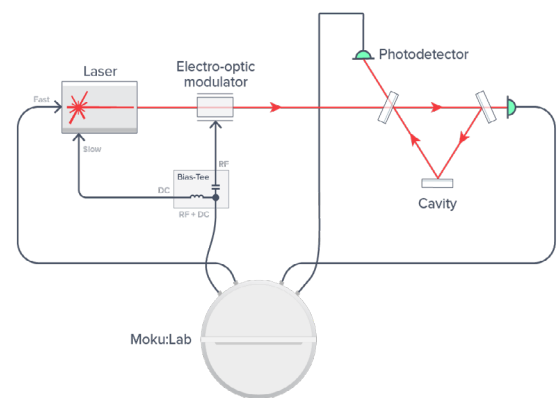 Photodetector
Electro-optic
modulator
Laser
Fast
Slow
RF
Bias-Tee
DC
RF + DC
Cavity
Moku:Lab